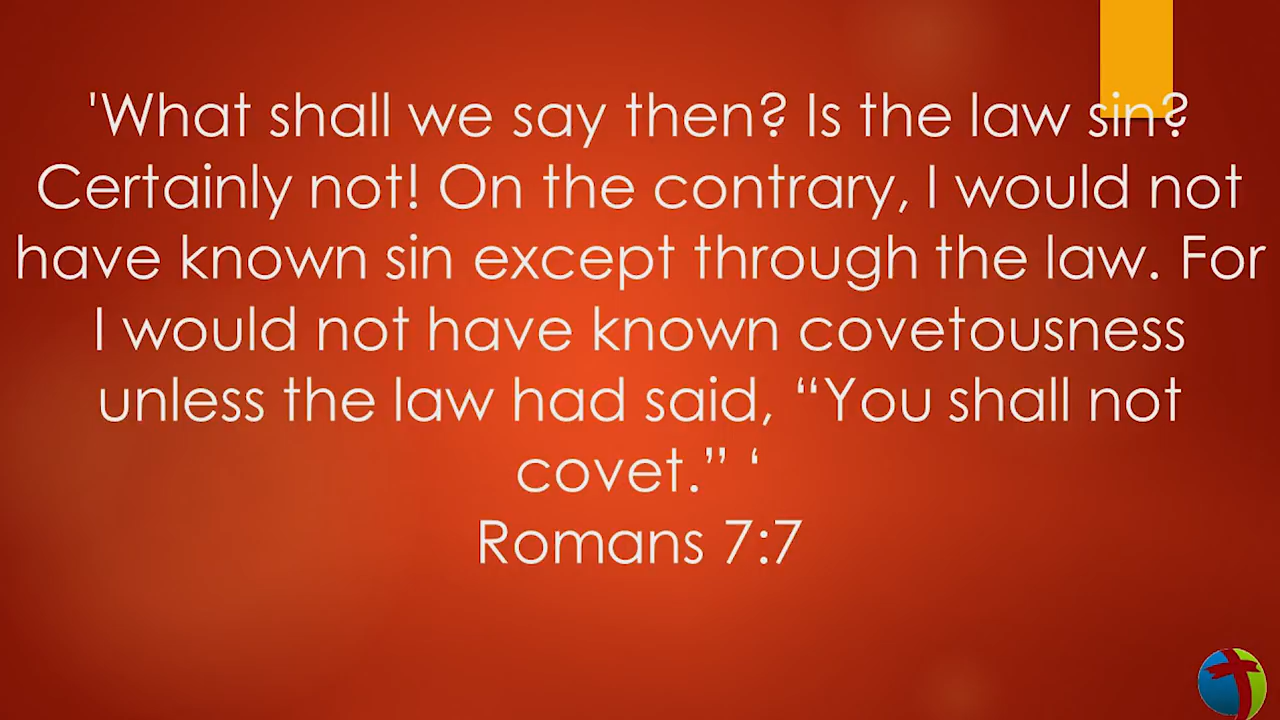 'What shall we say then? Is the law sin?
Certainly not! On the contrary, I would not
have known sin except through the law. For
I would not have known covetousness
unless the law had said, “You shall not
covet.” ‘
Romans 7:7